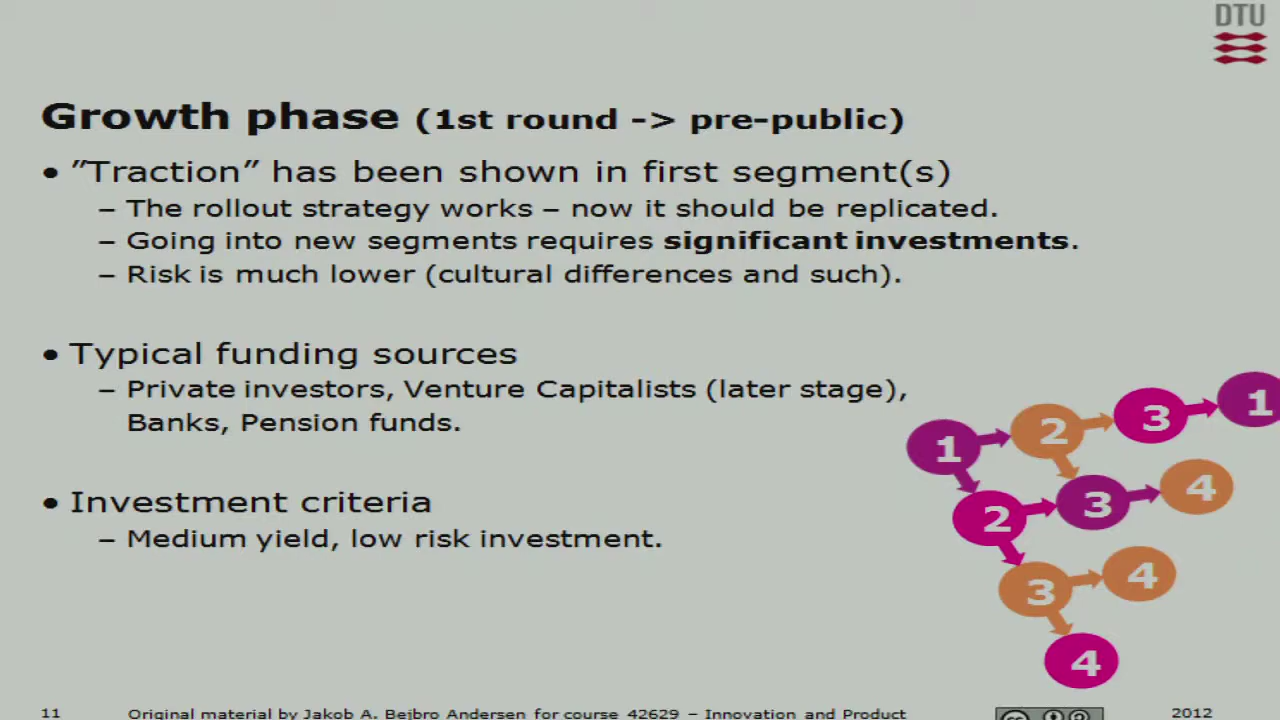 DTU
Growth phase (1st round -> pre-public)
• ”Traction” has been shown in first segment(s)
– The rollout strategy works – now it should be replicated.
– Going into new segments requires significant investments.
– Risk is much lower (cultural differences and such).
• Typical funding sources
– Private investors, Venture Capitalists (later stage),
Banks, Pension funds.
• Investment criteria
– Medium yield, low risk investment.
1 2 3 1
2 3 4
3 4
4
11 Original material by Jakob A. Bejbro Andersen for course 42629 – Innovation and Product
cc
2012